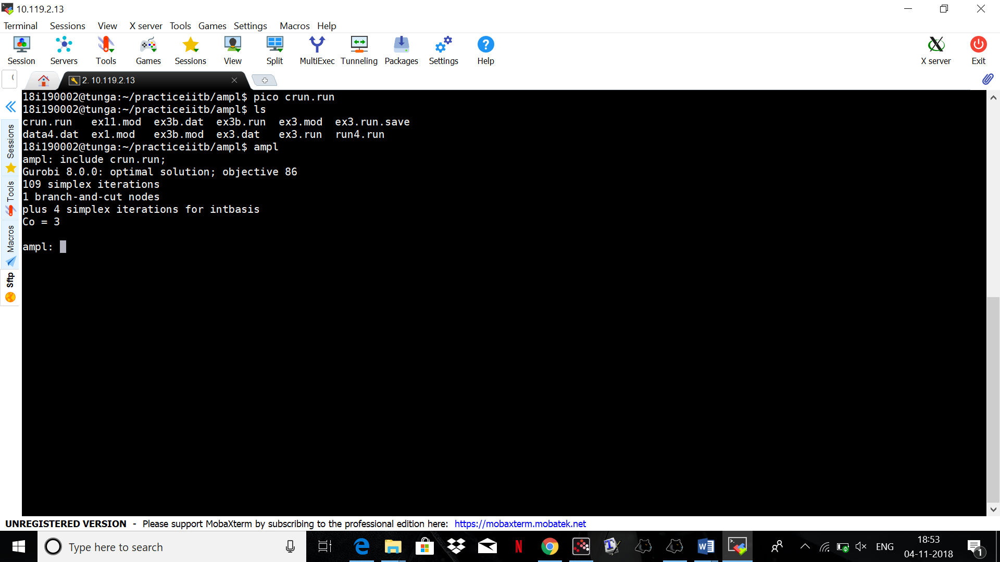 10.119.2.13
Terminal Sessions View X server Tools Games Settings Macros Help
Session Servers Tools Games Sessions View Split MultiExec Tunneling Packages Settings Help X server Exit
2. 10.119.2.13
18i190002@tunga:~/practiceiitb/ampl$ pico crun.run
18i190002@tunga:~/practiceiitb/ampl$ ls
crun.run ex11.mod ex3b.dat ex3b.run ex3.mod ex3.run.save
data4.dat ex1.mod ex3b.mod ex3.dat ex3.run run4.run
18i190002@tunga:~/practiceiitb/ampl$ ampl
ampl: include crun.run;
Gurobi 8.0.0: optimal solution; objective 86
109 simplex iterations
1 branch-and-cut nodes
plus 4 simplex iterations for intbasis
Co = 3
ampl:
Sessions
Tools
Macros
Sftp
UNREGISTERED VERSION - Please support MobaXterm by subscribing to the professional edition here: https://mobaxterm.mobatek.net
Type here to search
N
W
ENG
18:53
04-11-2018
1